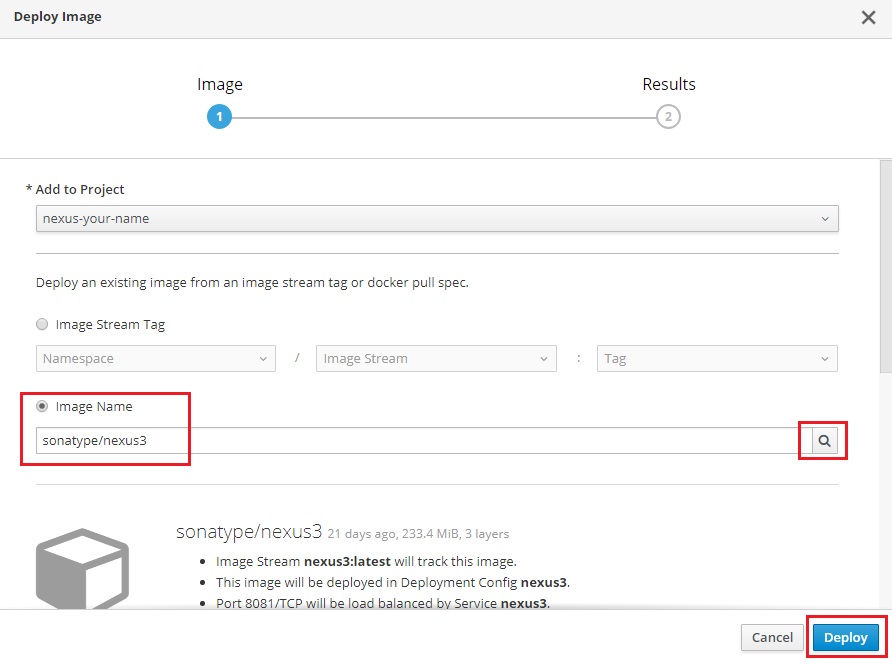 Deploy Image
Image
Results
1
2
* Add to Project
nexus-your-name
Deploy an existing image from an image stream tag or docker pull spec.
Image Stream Tag
Namespace / Image Stream : Tag
Image Name
sonatype/nexus3
sonatype/nexus3 21 days ago, 233.4 MiB, 3 layers
Image Stream nexus3:latest will track this image.
This image will be deployed in Deployment Config nexus3.
Port 8081/TCP will be load balanced by Service nexus3.
Cancel Deploy